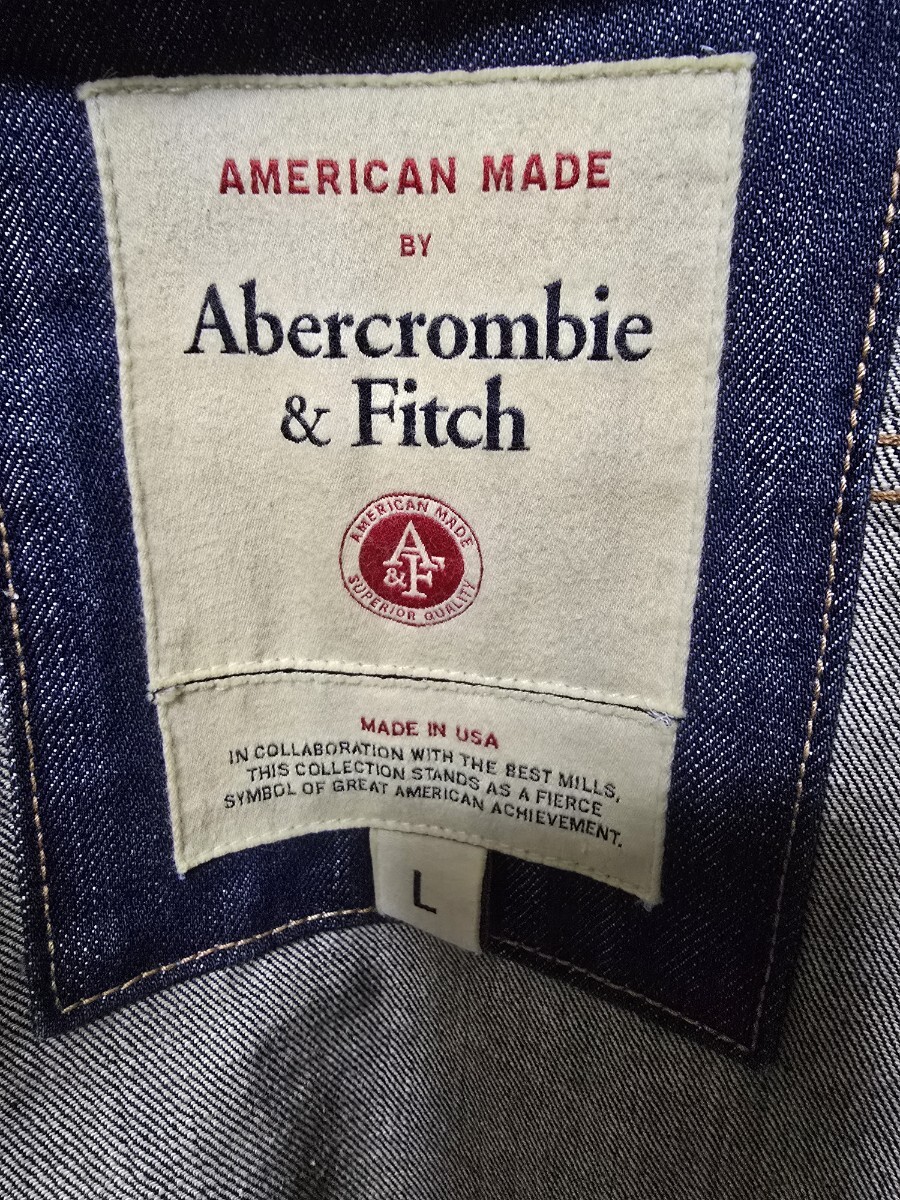 AMERICAN MADE
BY
Abercrombie
& Fitch
AMERICAN MADE
A
&F
SUPERIOR QUALITY
MADE IN USA
IN COLLABORATION WITH THE BEST MILLS,
THIS COLLECTION STANDS AS A FIERCE
SYMBOL OF GREAT AMERICAN ACHIEVEMENT.
L